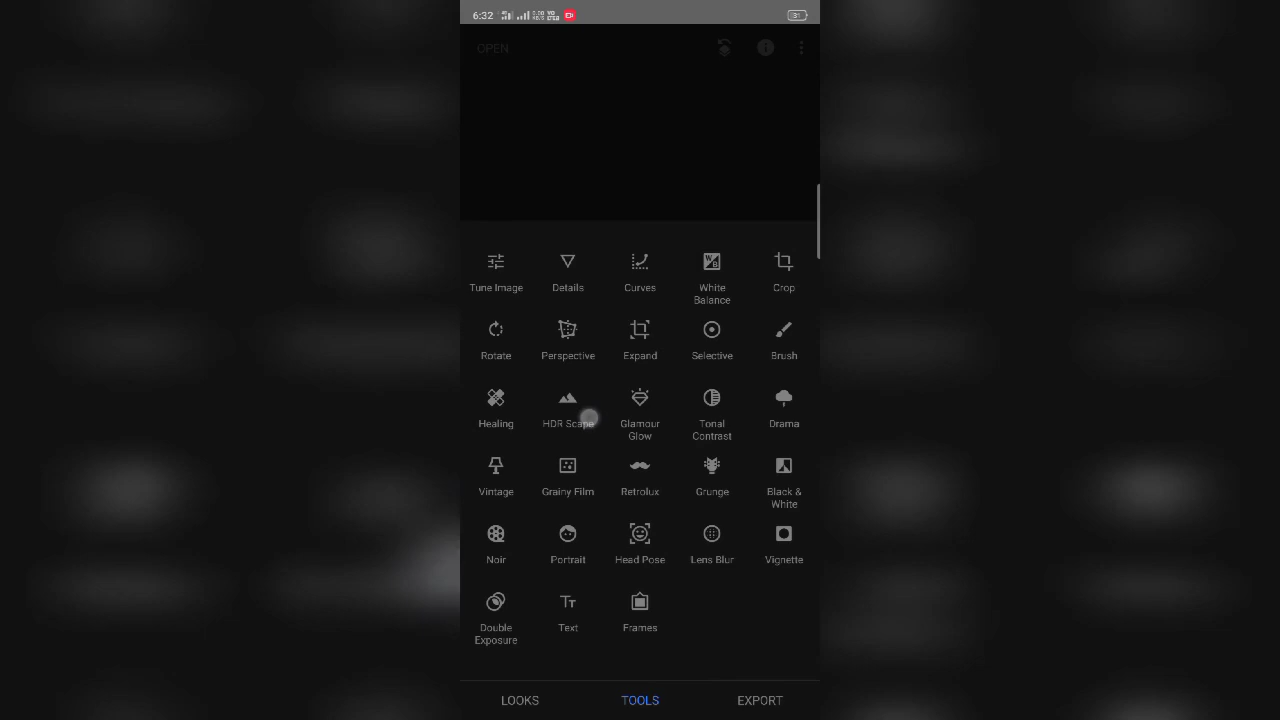 6:32
31
OPEN
Tune Image
Details
Curves
White
Balance
Crop
Rotate
Perspective
Expand
Selective
Brush
Healing
HDR Scape
Glamour
Glow
Tonal
Contrast
Drama
Vintage
Grainy Film
Retrolux
Grunge
Black &
White
Noir
Portrait
Head Pose
Lens Blur
Vignette
Double
Exposure
Text
Frames
LOOKS
TOOLS
EXPORT